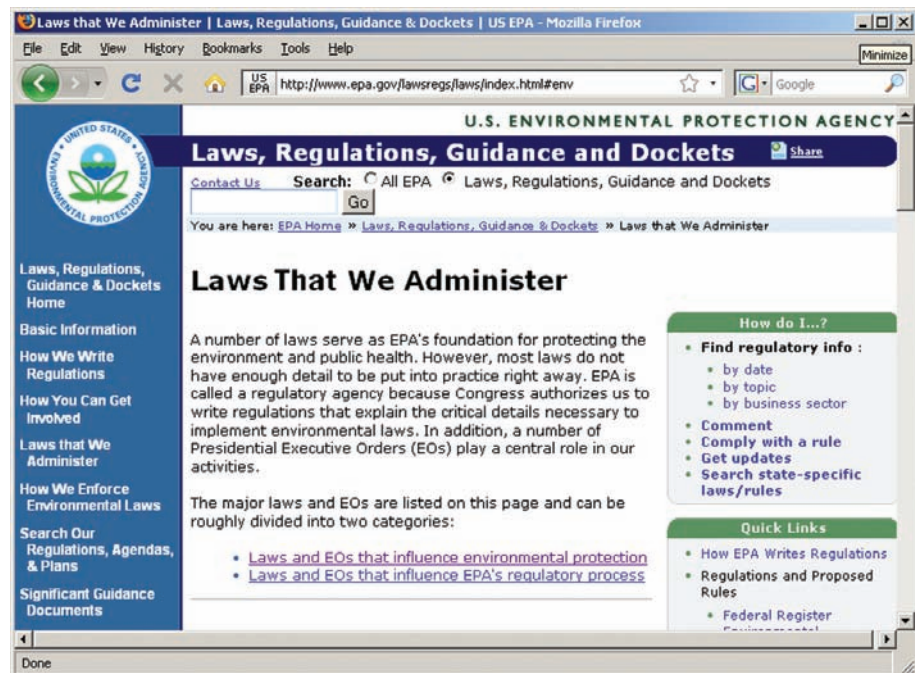 Laws that We Administer | Laws, Regulations, Guidance & Dockets | US EPA - Mozilla Firefox
File Edit View History Bookmarks Tools Help
Minimize
US EPA http://www.epa.gov/lawsregs/laws/index.html#env
G Google
UNITED STATES
ENVIRONMENTAL PROTECTION
AGENCY
U.S. ENVIRONMENTAL PROTECTION AGENCY
Laws, Regulations, Guidance and Dockets
Share
Contact Us Search: All EPA Laws, Regulations, Guidance and Dockets
Go
You are here: EPA Home » Laws, Regulations, Guidance & Dockets » Laws that We Administer
Laws, Regulations,
Guidance & Dockets
Home
Basic Information
How We Write
Regulations
How You Can Get
Involved
Laws that We
Administer
How We Enforce
Environmental Laws
Search Our
Regulations, Agendas,
& Plans
Significant Guidance
Documents
Laws That We Administer
A number of laws serve as EPA's foundation for protecting the
environment and public health. However, most laws do not
have enough detail to be put into practice right away. EPA is
called a regulatory agency because Congress authorizes us to
write regulations that explain the critical details necessary to
implement environmental laws. In addition, a number of
Presidential Executive Orders (EOs) play a central role in our
activities.
The major laws and EOs are listed on this page and can be
roughly divided into two categories:
• Laws and EOs that influence environmental protection
• Laws and EOs that influence EPA's regulatory process
How do I...?
• Find regulatory info :
• by date
• by topic
• by business sector
• Comment
• Comply with a rule
• Get updates
• Search state-specific
laws/rules
Quick Links
• How EPA Writes Regulations
• Regulations and Proposed
Rules
• Federal Register
Done